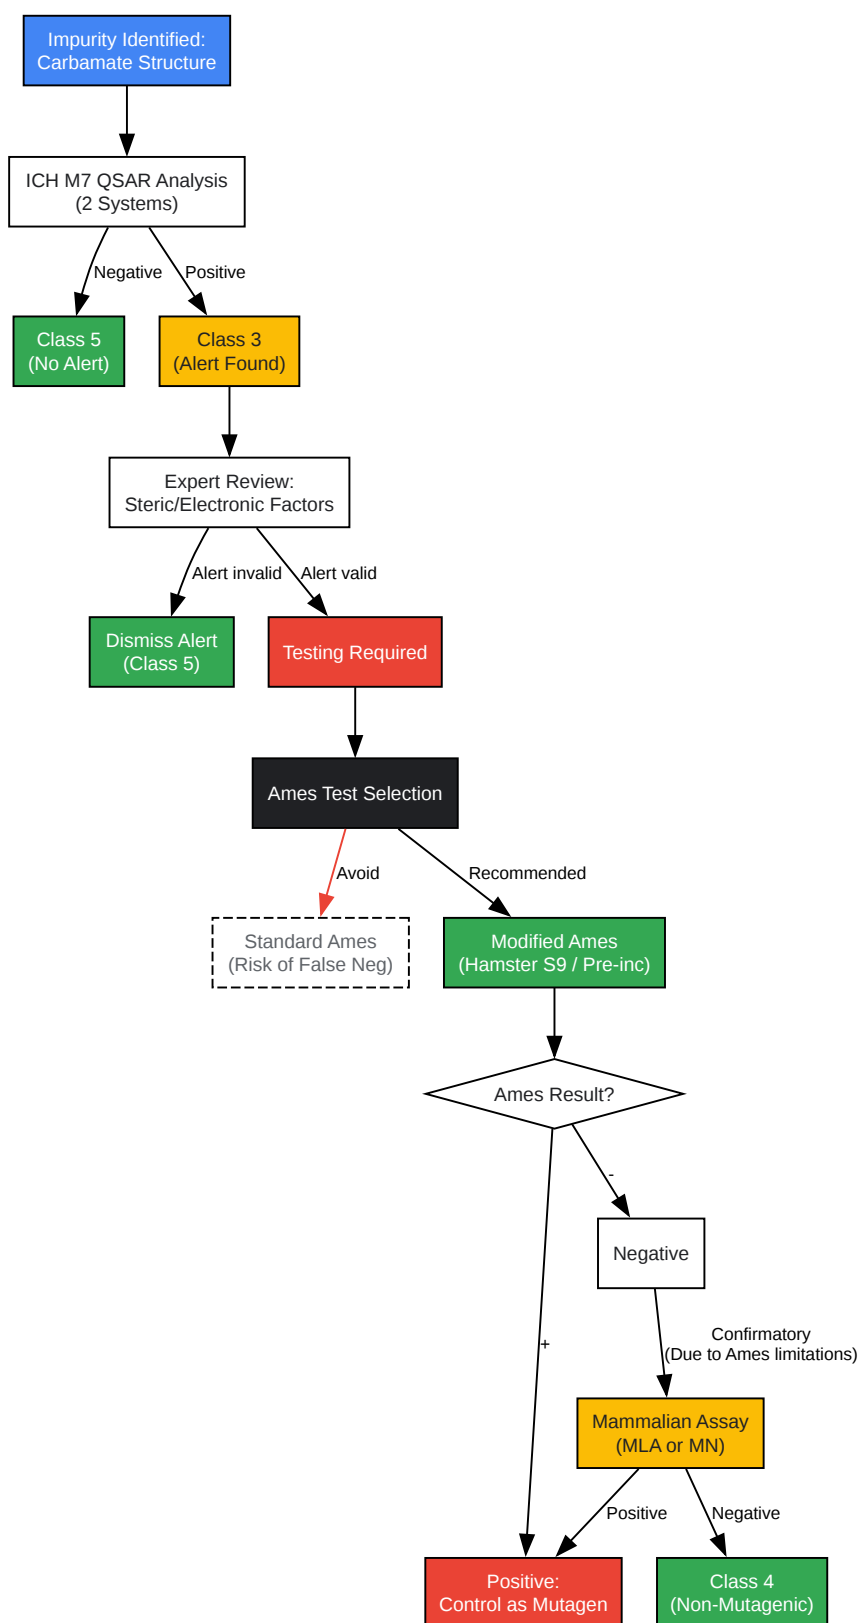 Impurity Identified:
Carbamate Structure
ICH M7 QSAR Analysis
(2 Systems)
Negative
Positive
Class 5
(No Alert)
Class 3
(Alert Found)
Expert Review:
Steric/Electronic Factors
Alert invalid
Alert valid
Dismiss Alert
(Class 5)
Testing Required
Ames Test Selection
Avoid
Recommended
Standard Ames
(Risk of False Neg)
Modified Ames
(Hamster S9 / Pre-inc)
Ames Result?
-
Negative
+
Confirmatory
(Due to Ames limitations)
Mammalian Assay
(MLA or MN)
Positive
Negative
Positive:
Control as Mutagen
Class 4
(Non-Mutagenic)